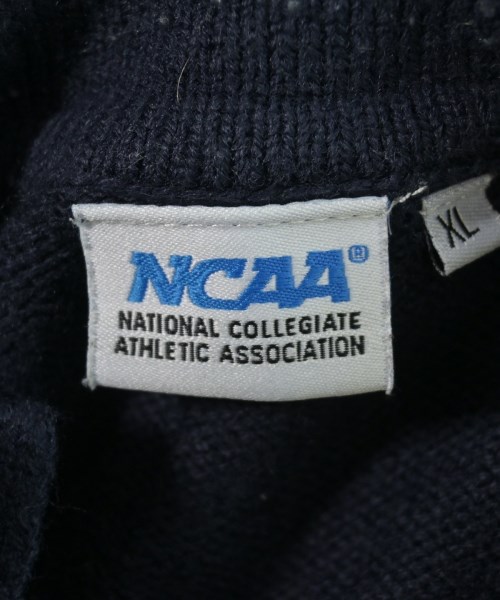 NCAA®
NATIONAL COLLEGIATE
ATHLETIC ASSOCIATION
XL